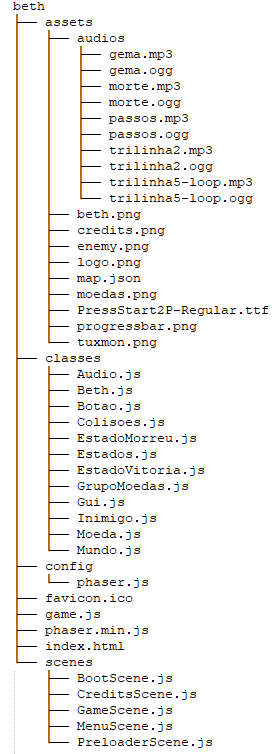 beth
assets
audios
gema.mp3
gema.ogg
morte.mp3
morte.ogg
passos.mp3
passos.ogg
trilinha2.mp3
trilinha2.ogg
trilinha5-loop.mp3
trilinha5-loop.ogg
beth.png
credits.png
enemy.png
logo.png
map.json
moedas.png
PressStart2P-Regular.ttf
progressbar.png
tuxmon.png
classes
Audio.js
Beth.js
Botao.js
Colisoes.js
EstadoMorreu.js
Estados.js
EstadoVitoria.js
GrupoMoedas.js
Gui.js
Inimigo.js
Moeda.js
Mundo.js
config
phaser.js
favicon.ico
game.js
phaser.min.js
index.html
scenes
BootScene.js
CreditsScene.js
GameScene.js
MenuScene.js
PreloaderScene.js